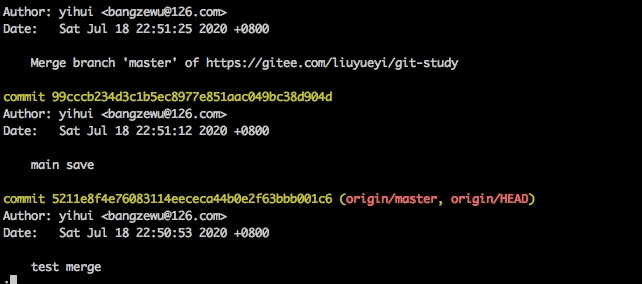 Author: yihui <bangzewu@126.com>
Date:   Sat Jul 18 22:51:25 2020 +0800
Merge branch 'master' of https://gitee.com/liuyueyi/git-study
commit 99cccb234d3c1b5ec8977e851aac049bc38d904d
Author: yihui <bangzewu@126.com>
Date:   Sat Jul 18 22:51:12 2020 +0800
main save
commit 5211e8f4e76083114eececa44b0e2f63bbb001c6 (origin/master, origin/HEAD)
Author: yihui <bangzewu@126.com>
Date:   Sat Jul 18 22:50:53 2020 +0800
test merge